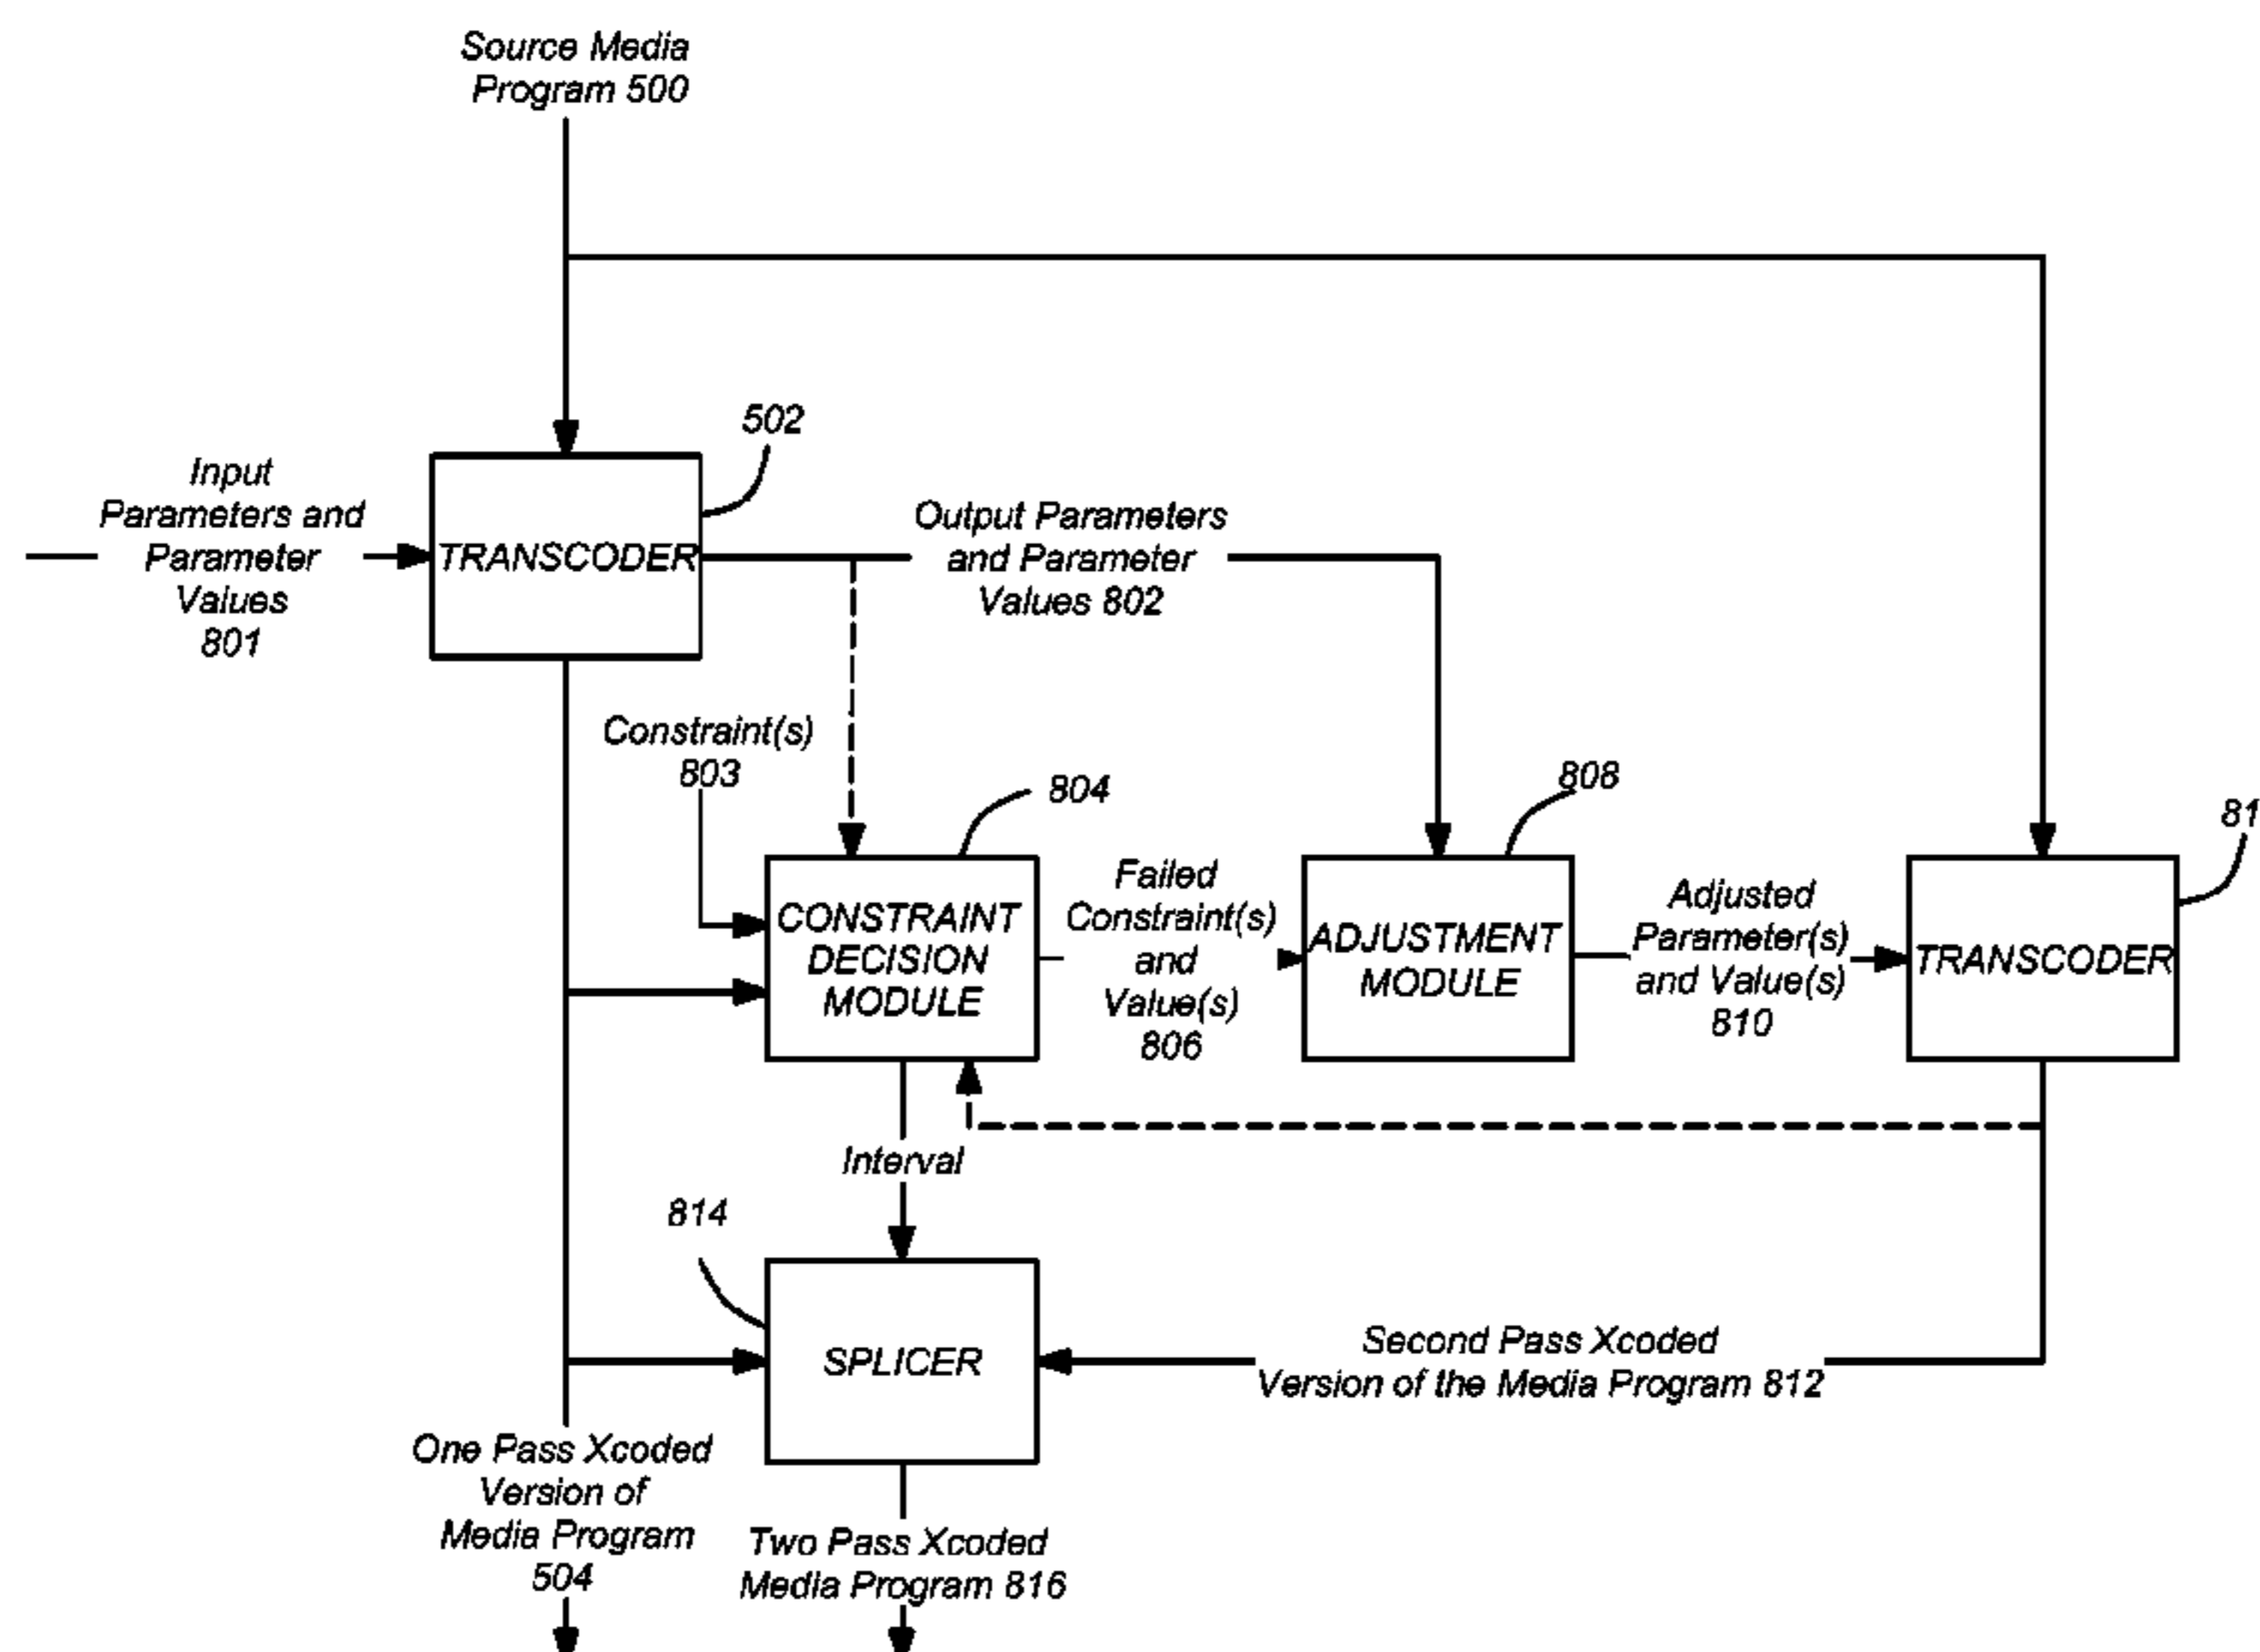 Source Media
Program 500
502
Input
Parameters and
Parameter
Values
801
TRANSCODER
Output Parameters
and Parameter
Values 802
Constraint(s)
803
804
808
81
CONSTRAINT
DECISION
MODULE
Failed
Constraint(s)
and
Value(s)
806
ADJUSTMENT
MODULE
Adjusted
Parameter(s)
and Value(s)
810
TRANSCODER
Interval
814
SPLICER
Second Pass Xcoded
Version of the Media Program 812
One Pass Xcoded
Version of
Media Program
504
Two Pass Xcoded
Media Program 816